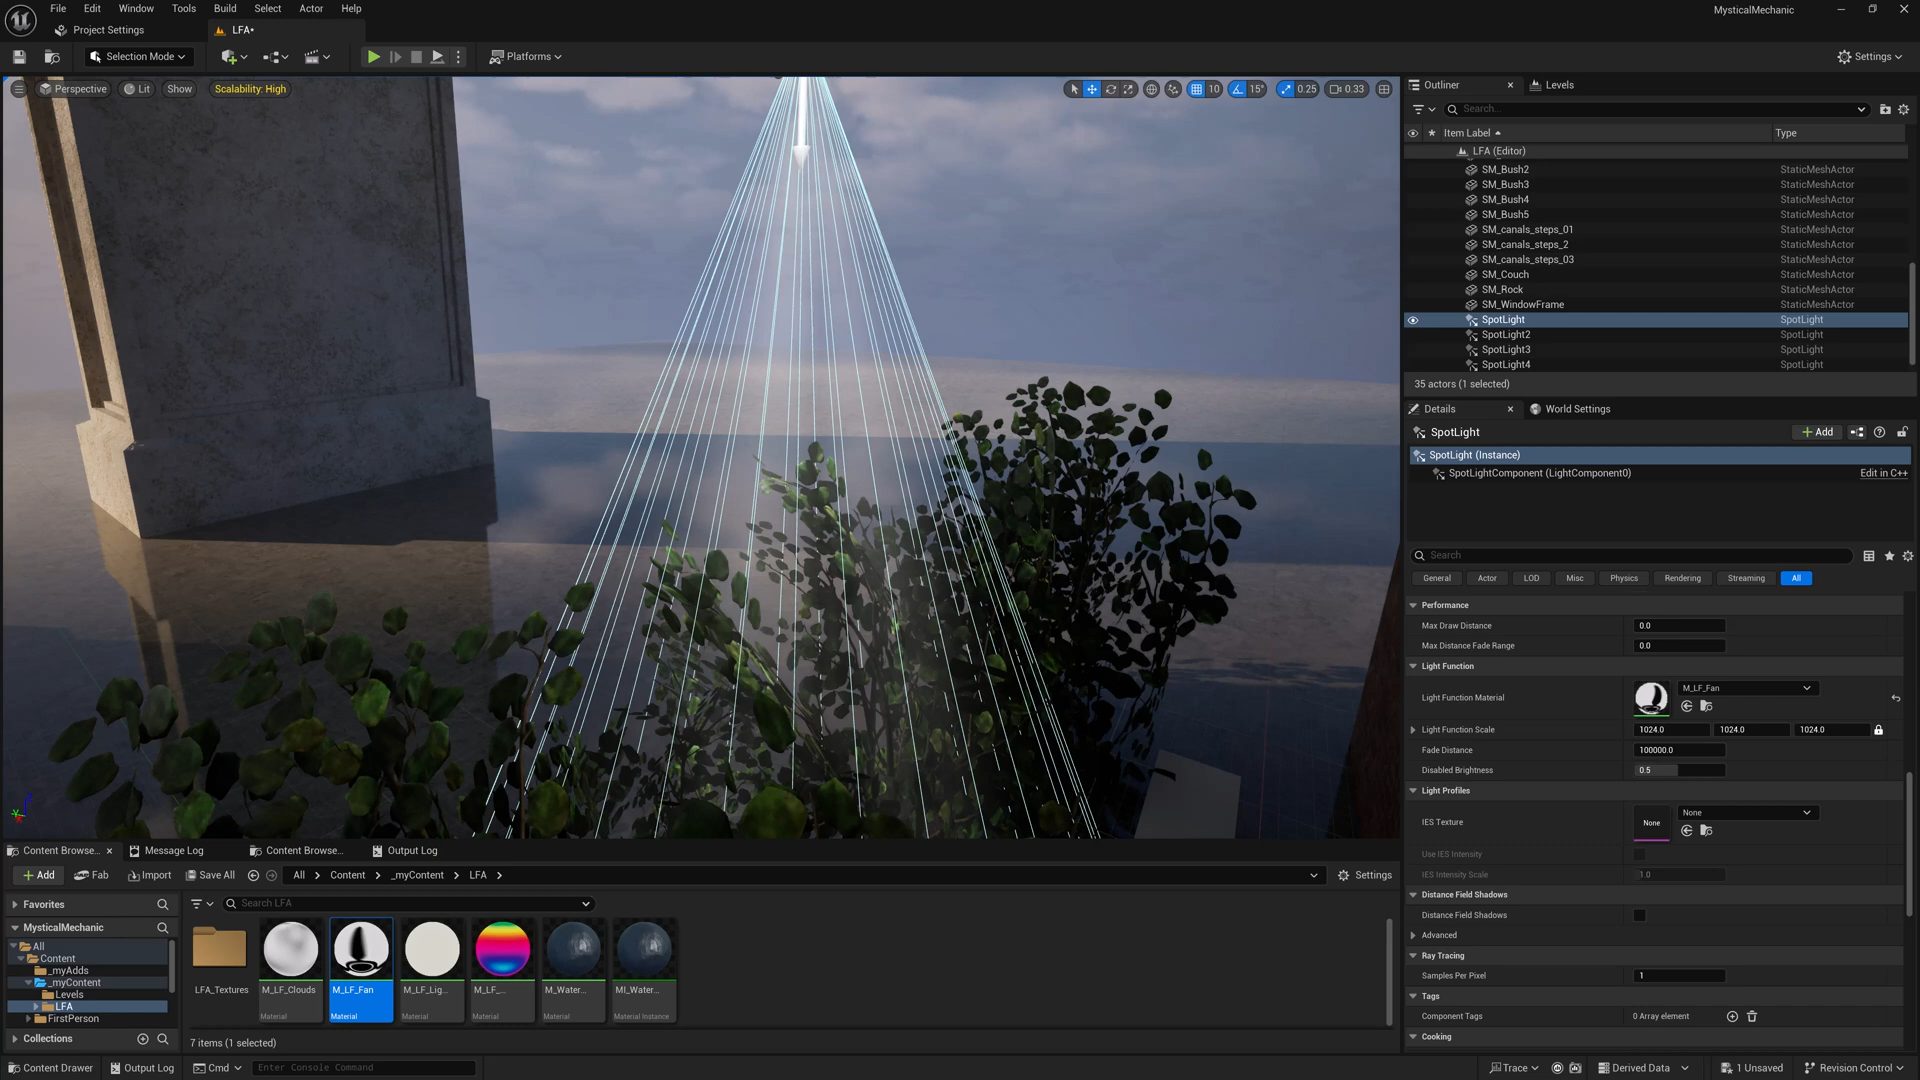 File Edit Window Tools Build Select Actor Help
MysticalMechanic
Project Settings
LFA*
Selection Mode
Platforms
Settings
Perspective
Lit
Show
Scalability: High
10
15°
0.25
0.33
Outliner
Levels
Search...
Item Label
Type
LFA (Editor)
SM_Bush2 StaticMeshActor
SM_Bush3 StaticMeshActor
SM_Bush4 StaticMeshActor
SM_Bush5 StaticMeshActor
SM_canals_steps_01 StaticMeshActor
SM_canals_steps_2 StaticMeshActor
SM_canals_steps_03 StaticMeshActor
SM_Couch StaticMeshActor
SM_Rock StaticMeshActor
SM_WindowFrame StaticMeshActor
SpotLight SpotLight
SpotLight2 SpotLight
SpotLight3 SpotLight
SpotLight4 SpotLight
35 actors (1 selected)
Details
World Settings
SpotLight
+ Add
SpotLight (Instance)
SpotLightComponent (LightComponent0)
Edit in C++
Search
General Actor LOD Misc Physics Rendering Streaming All
Performance
Max Draw Distance 0.0
Max Distance Fade Range 0.0
Light Function
Light Function Material M_LF_Fan
Light Function Scale 1024.0 1024.0 1024.0
Fade Distance 100000.0
Disabled Brightness 0.5
Light Profiles
IES Texture None None
Use IES Intensity
IES Intensity Scale 1.0
Distance Field Shadows
Distance Field Shadows
Advanced
Ray Tracing
Samples Per Pixel 1
Tags
Component Tags 0 Array element
Cooking
Content Browse...
Message Log
Content Browse...
Output Log
+ Add
Fab
Import
Save All
All > Content > _myContent > LFA >
Settings
Favorites
MysticalMechanic
All
Content
_myAdds
_myContent
Levels
LFA
FirstPerson
Collections
Search LFA
LFA_Textures
M_LF_Clouds
Material
M_LF_Fan
Material
M_LF_Lig...
Material
M_LF_...
Material
M_Water...
Material
MI_Water...
Material Instance
7 items (1 selected)
Content Drawer
Output Log
Cmd
Enter Console Command
Trace
Derived Data
1 Unsaved
Revision Control